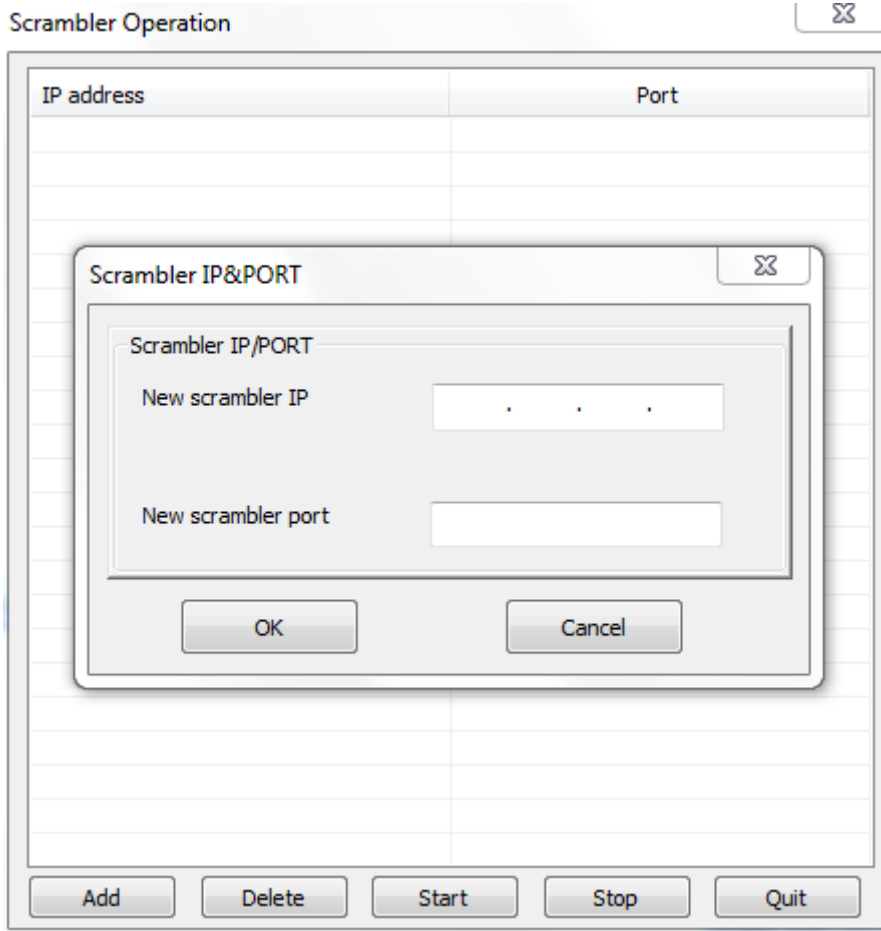 Scrambler Operation
IP address Port
Scrambler IP&PORT
Scrambler IP/PORT
New scrambler IP . . .
New scrambler port
OK Cancel
Add Delete Start Stop Quit